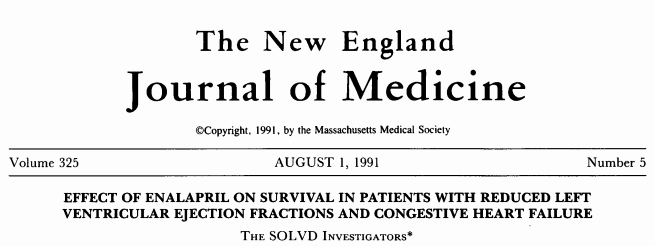 The New England
Journal of Medicine
©Copyright, 1991, by the Massachusetts Medical Society
Volume 325 AUGUST 1, 1991 Number 5
EFFECT OF ENALAPRIL ON SURVIVAL IN PATIENTS WITH REDUCED LEFT
VENTRICULAR EJECTION FRACTIONS AND CONGESTIVE HEART FAILURE
THE SOLVD INVESTIGATORS*